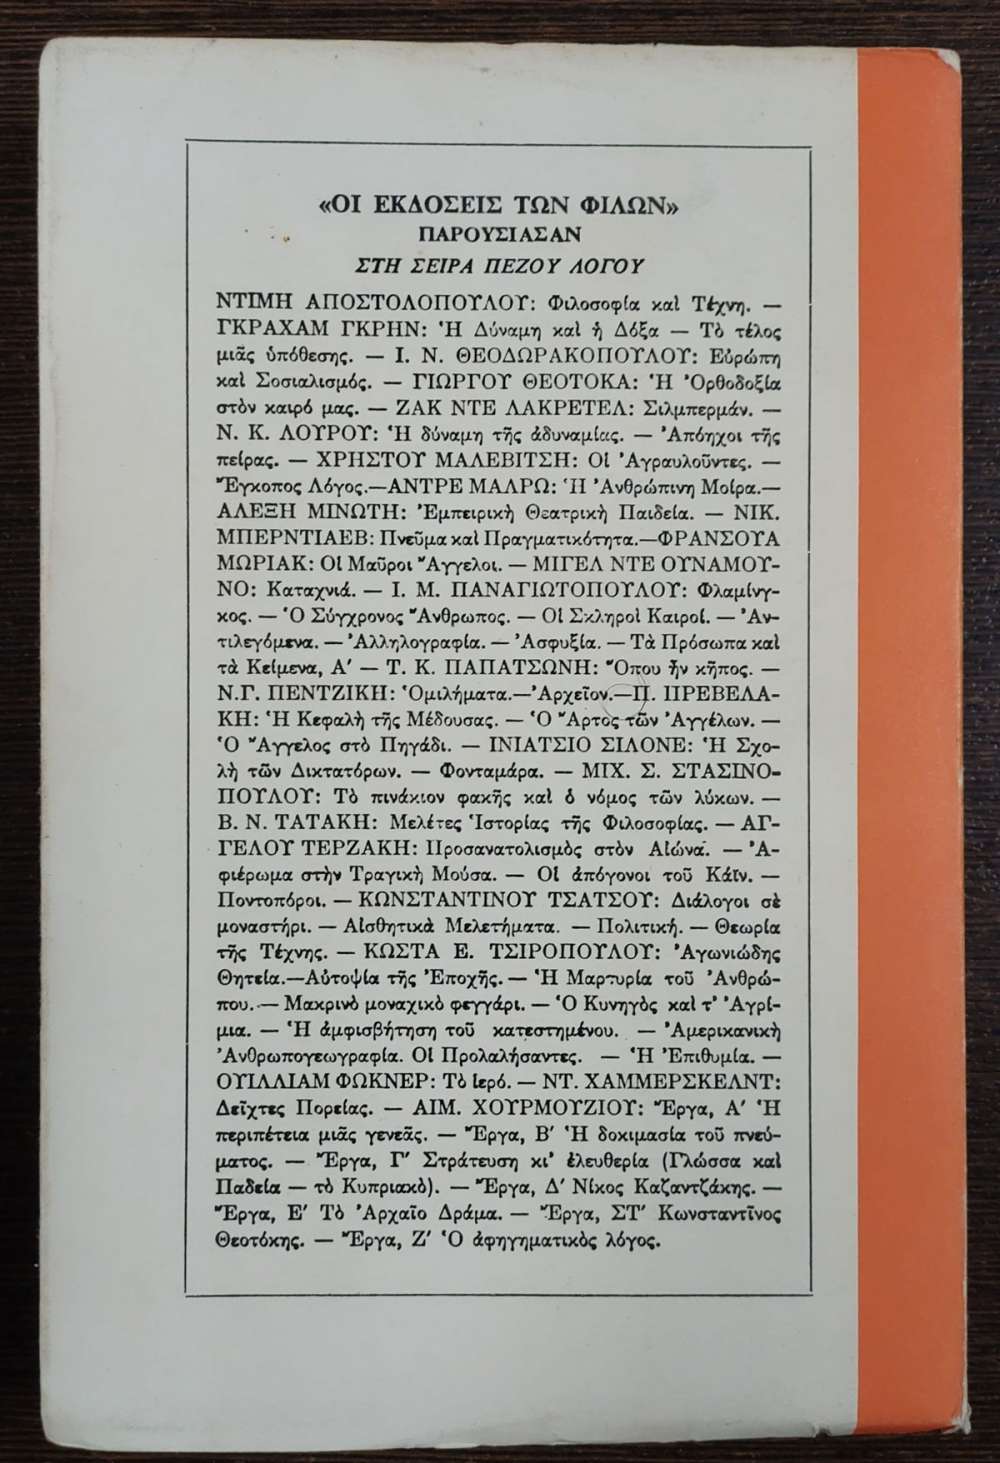 «ΟΙ ΕΚΔΟΣΕΙΣ ΤΩΝ ΦΙΛΩΝ»
ΠΑΡΟΥΣΙΑΣΑΝ
ΣΤΗ ΣΕΙΡΑ ΠΕΖΟΥ ΛΟΓΟΥ
ΝΤΙΜΗ ΑΠΟΣΤΟΛΟΠΟΥΛΟΥ: Φιλοσοφία καὶ Τέχνη. —
ΓΚΡΑΧΑΜ ΓΚΡΗΝ: Ἡ Δύναμη καὶ ἡ Δόξα — Τὸ τέλος
μιᾶς ὑπόθεσης. — Ι. Ν. ΘΕΟΔΩΡΑΚΟΠΟΥΛΟΥ: Εὐρώπη
καὶ Σοσιαλισμός. — ΓΙΩΡΓΟΥ ΘΕΟΤΟΚΑ: Ἡ Ὀρθοδοξία
στὸν καιρό μας. — ΖΑΚ ΝΤΕ ΛΑΚΡΕΤΕΛ: Σιλμπερμάν. —
Ν. Κ. ΛΟΥΡΟΥ: Ἡ δύναμη τῆς ἀδυναμίας. — Ἀπόηχοι τῆς
πείρας. — ΧΡΗΣΤΟΥ ΜΑΛΕΒΙΤΣΗ: Οἱ Ἀγραυλοῦντες. —
Ἔγκοπος Λόγος.—ΑΝΤΡΕ ΜΑΛΡΩ: Ἡ Ἀνθρώπινη Μοίρα.—
ΑΛΕΞΗ ΜΙΝΩΤΗ: Ἐμπειρικὴ Θεατρικὴ Παιδεία. — ΝΙΚ.
ΜΠΕΡΝΤΙΑΕΒ: Πνεῦμα καὶ Πραγματικότητα.—ΦΡΑΝΣΟΥΑ
ΜΩΡΙΑΚ: Οἱ Μαῦροι Ἄγγελοι. — ΜΙΓΕΛ ΝΤΕ ΟΥΝΑΜΟΥ-
ΝΟ: Καταχνιά. — Ι. Μ. ΠΑΝΑΓΙΩΤΟΠΟΥΛΟΥ: Φλαμίνγ-
κος. — Ὁ Σύγχρονος Ἄνθρωπος. — Οἱ Σκληροὶ Καιροί. — Ἀν-
τιλεγόμενα. — Ἀλληλογραφία. — Ἀσφυξία. — Τὰ Πρόσωπα καὶ
τὰ Κείμενα, Α′ — Τ. Κ. ΠΑΠΑΤΣΩΝΗ: Ὅπου ἦν κῆπος. —
Ν.Γ. ΠΕΝΤΖΙΚΗ: Ὁμιλήματα.—Ἀρχεῖον.—Π. ΠΡΕΒΕΛΑ-
ΚΗ: Ἡ Κεφαλὴ τῆς Μέδουσας. — Ὁ Ἄρτος τῶν Ἀγγέλων. —
Ὁ Ἄγγελος στὸ Πηγάδι. — ΙΝΙΑΤΣΙΟ ΣΙΛΟΝΕ: Ἡ Σχο-
λὴ τῶν Δικτατόρων. — Φονταμάρα. — ΜΙΧ. Σ. ΣΤΑΣΙΝΟ-
ΠΟΥΛΟΥ: Τὸ πινάκιον φακῆς καὶ ὁ νόμος τῶν λύκων. —
Β. Ν. ΤΑΤΑΚΗ: Μελέτες Ἱστορίας τῆς Φιλοσοφίας. — ΑΓ-
ΓΕΛΟΥ ΤΕΡΖΑΚΗ: Προσανατολισμὸς στὸν Αἰώνα. — Ἀ-
φιέρωμα στὴν Τραγικὴ Μούσα. — Οἱ ἀπόγονοι τοῦ Κάϊν. —
Ποντοπόροι. — ΚΩΝΣΤΑΝΤΙΝΟΥ ΤΣΑΤΣΟΥ: Διάλογοι σὲ
μοναστήρι. — Αἰσθητικὰ Μελετήματα. — Πολιτική. — Θεωρία
τῆς Τέχνης. — ΚΩΣΤΑ Ε. ΤΣΙΡΟΠΟΥΛΟΥ: Ἀγωνιώδης
Θητεία.—Αὐτοψία τῆς Ἐποχῆς. — Ἡ Μαρτυρία τοῦ Ἀνθρώ-
που. — Μακρινὸ μοναχικὸ φεγγάρι. — Ὁ Κυνηγὸς καὶ τ᾽ Ἀγρί-
μια. — Ἡ ἀμφισβήτηση τοῦ κατεστημένου. — Ἀμερικανικὴ
Ἀνθρωπογεωγραφία. Οἱ Προλαλήσαντες. — Ἡ Ἐπιθυμία. —
ΟΥΙΛΛΙΑΜ ΦΩΚΝΕΡ: Τὸ ἱερό. — ΝΤ. ΧΑΜΜΕΡΣΚΕΛΝΤ:
Δεῖχτες Πορείας. — ΑΙΜ. ΧΟΥΡΜΟΥΖΙΟΥ: Ἔργα, Α′ Ἡ
περιπέτεια μιᾶς γενεᾶς. — Ἔργα, Β′ Ἡ δοκιμασία τοῦ πνεύ-
ματος. — Ἔργα, Γ′ Στράτευση κι᾽ ἐλευθερία (Γλώσσα καὶ
Παδεία — τὸ Κυπριακὸ). — Ἔργα, Δ′ Νίκος Καζαντζάκης. —
Ἔργα, Ε′ Τὸ Ἀρχαῖο Δράμα. — Ἔργα, ΣΤ′ Κωνσταντῖνος
Θεοτόκης. — Ἔργα, Ζ′ Ὁ ἀφηγηματικὸς λόγος.